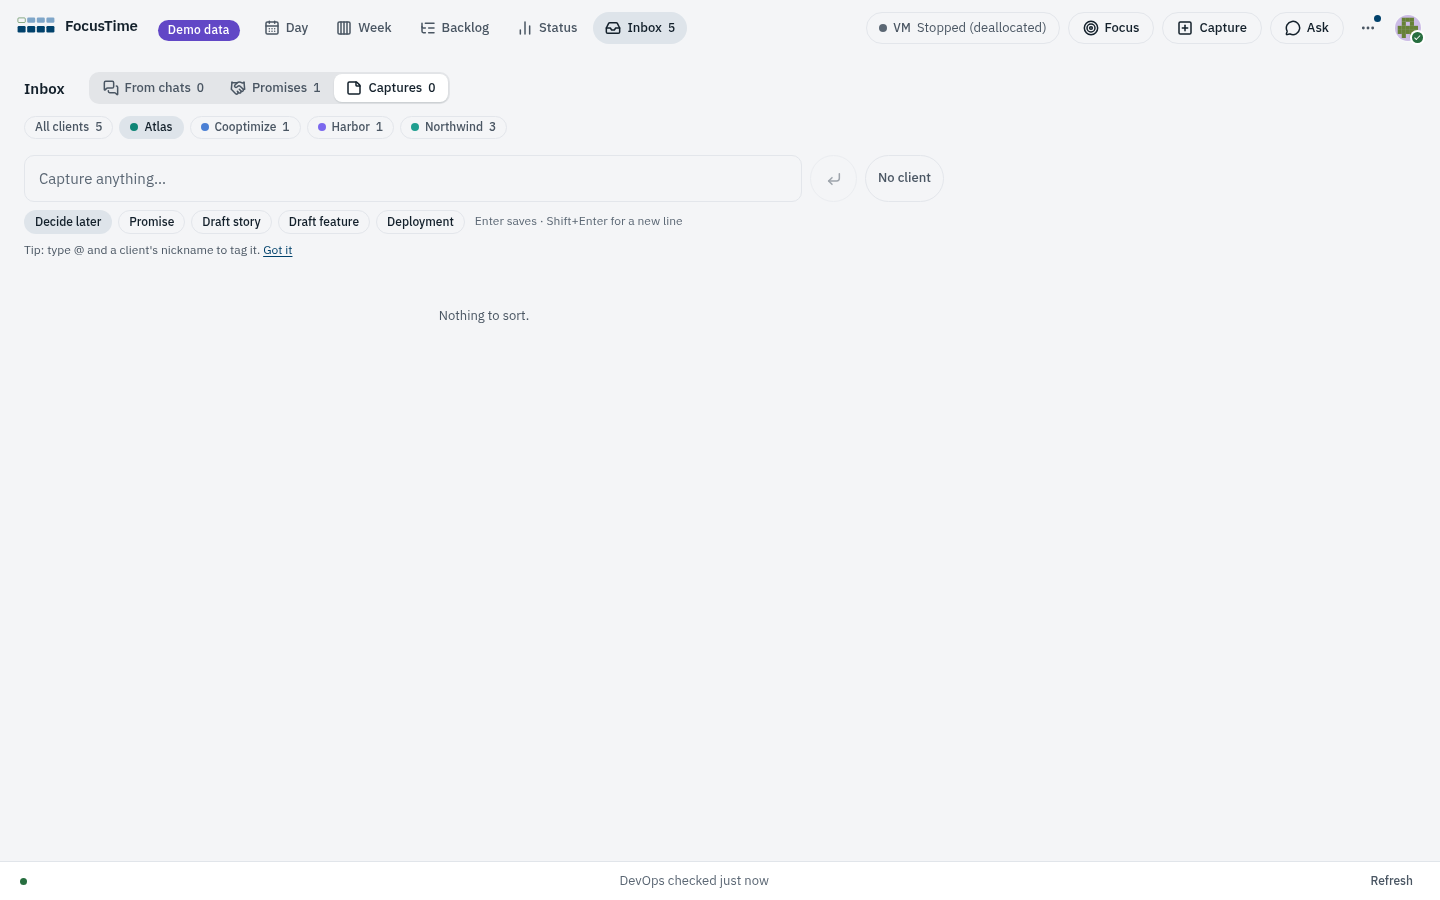 FocusTime
Demo data
Day
Week
Backlog
Status
Inbox 5
VM Stopped (deallocated)
Focus
Capture
Ask
Inbox
From chats 0
Promises 1
Captures 0
All clients 5
Atlas
Cooptimize 1
Harbor 1
Northwind 3
Capture anything...
No client
Decide later
Promise
Draft story
Draft feature
Deployment
Enter saves · Shift+Enter for a new line
Tip: type @ and a client's nickname to tag it. Got it
Nothing to sort.
DevOps checked just now
Refresh